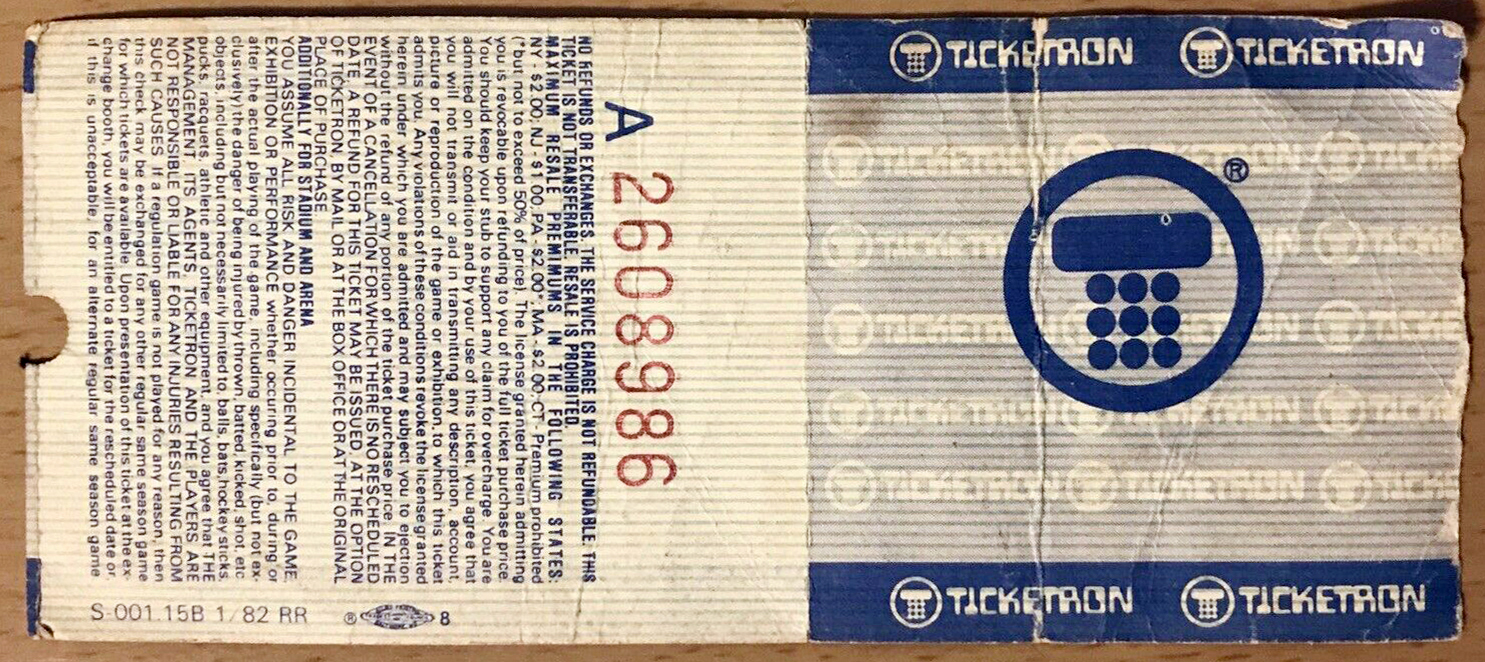 NO REFUNDS OR EXCHANGES. THE SERVICE CHARGE IS NOT REFUNDABLE. THIS
TICKET IS NOT TRANSFERABLE. RESALE IS PROHIBITED.
MAXIMUM RESALE PREMIUMS IN THE FOLLOWING STATES:
NY - $2.00; NJ - $1.00; PA - $2.00*; MA - $2.00 CT - Premium prohibited
(*but not to exceed 50% of price). The license granted herein admitting
you is revocable upon refunding to you of the full ticket purchase price.
You should keep your stub to support any claim for overcharge. You are
admitted on the condition and by your use of this ticket, you agree that
you will not transmit or aid in transmitting any description, account,
picture or reproduction of the game or exhibition, to which this ticket
admits you. Any violations of these conditions revoke the license granted
herein under which you are admitted and may subject you to ejection
without the refund of any portion of the ticket purchase price. IN THE
EVENT OF A CANCELLATION FOR WHICH THERE IS NO RESCHEDULED
DATE, A REFUND FOR THIS TICKET MAY BE ISSUED, AT THE OPTION
OF TICKETRON, BY MAIL OR AT THE BOX OFFICE OR AT THE ORIGINAL
PLACE OF PURCHASE.
ADDITIONALLY FOR STADIUM AND ARENA
YOU ASSUME ALL RISK AND DANGER INCIDENTAL TO THE GAME,
EXHIBITION OR PERFORMANCE whether occuring prior to, during or
after the actual playing of the game, including specifically (but not ex-
clusively) the danger of being injured by thrown, batted, kicked, shot, etc
objects, including but not necessarily limited to, balls, bats, hockey sticks,
pucks, racquets, athletic and other equipment, and you agree that THE
MANAGEMENT, ITS AGENTS, TICKETRON AND THE PLAYERS ARE
NOT RESPONSIBLE OR LIABLE FOR ANY INJURIES RESULTING FROM
SUCH CAUSES. If a regulation game is not played for any reason, then
this check may be exchanged for any other regular same season game
for which tickets are available. Upon presentation of this ticket at the ex-
change booth, you will be entitled to a ticket for the rescheduled date or,
if this is unacceptable, for an alternate regular same season game
A 2608986
S-001.15B 1/82 RR ® 8
TICKETRON TICKETRON
®
TICKETRON TICKETRON
TICKETRON TICKETRON
TICKETRON TICKETRON
TICKETRON TICKETRON
TICKETRON TICKETRON
TICKETRON TICKETRON